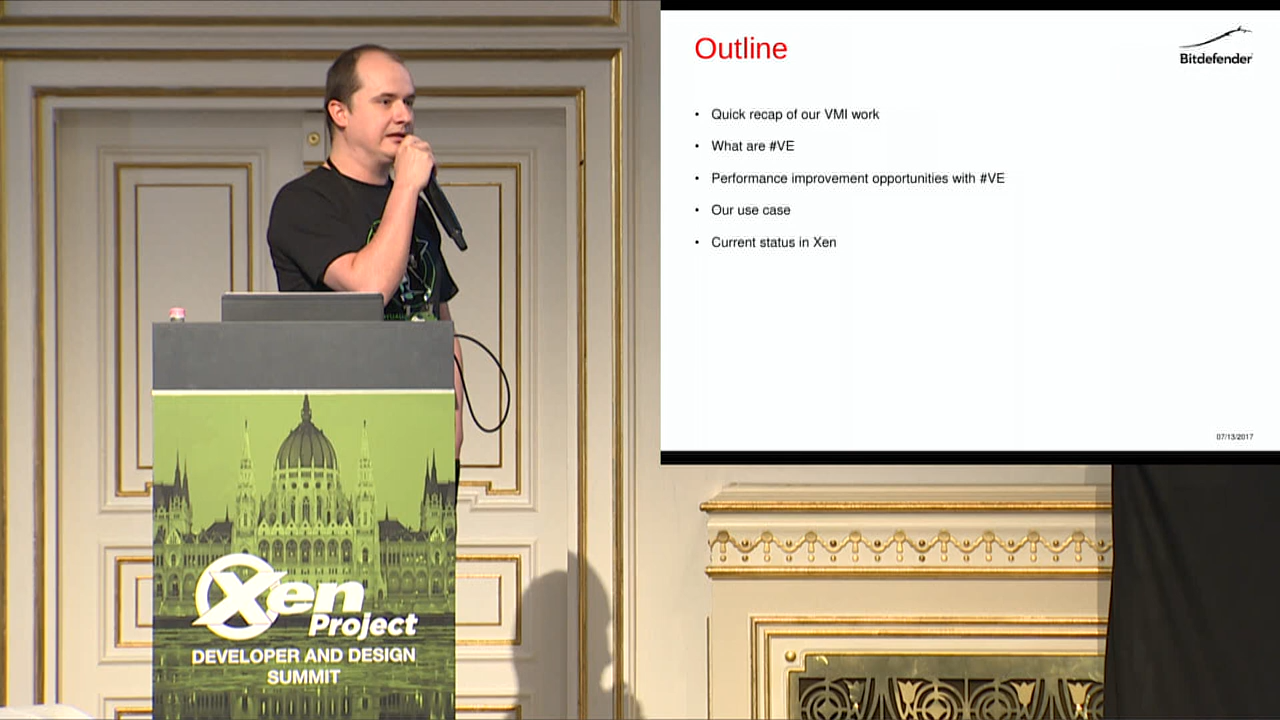 Outline
Bitdefender
• Quick recap of our VMI work
• What are #VE
• Performance improvement opportunities with #VE
• Our use case
• Current status in Xen
07/13/2017
Xen
Project
DEVELOPER AND DESIGN
SUMMIT